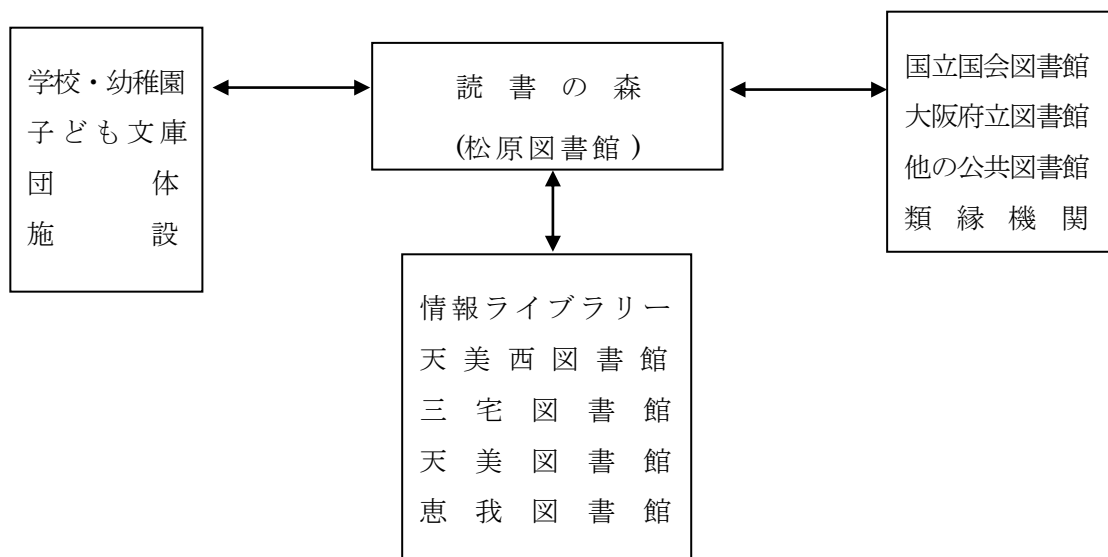 学校・幼稚園
子ども文庫
団体
施設
読書の森
(松原図書館)
国立国会図書館
大阪府立図書館
他の公共図書館
類縁機関
情報ライブラリー
天美西図書館
三宅図書館
天美図書館
恵我図書館